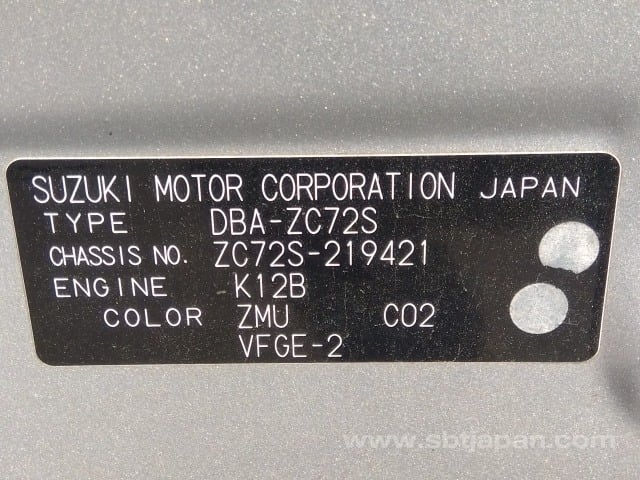 SUZUKI MOTOR CORPORATION JAPAN
TYPE DBA-ZC72S
CHASSIS NO. ZC72S-219421
ENGINE K12B
COLOR ZMU C02
VFGE-2
www.sbtjapan.com